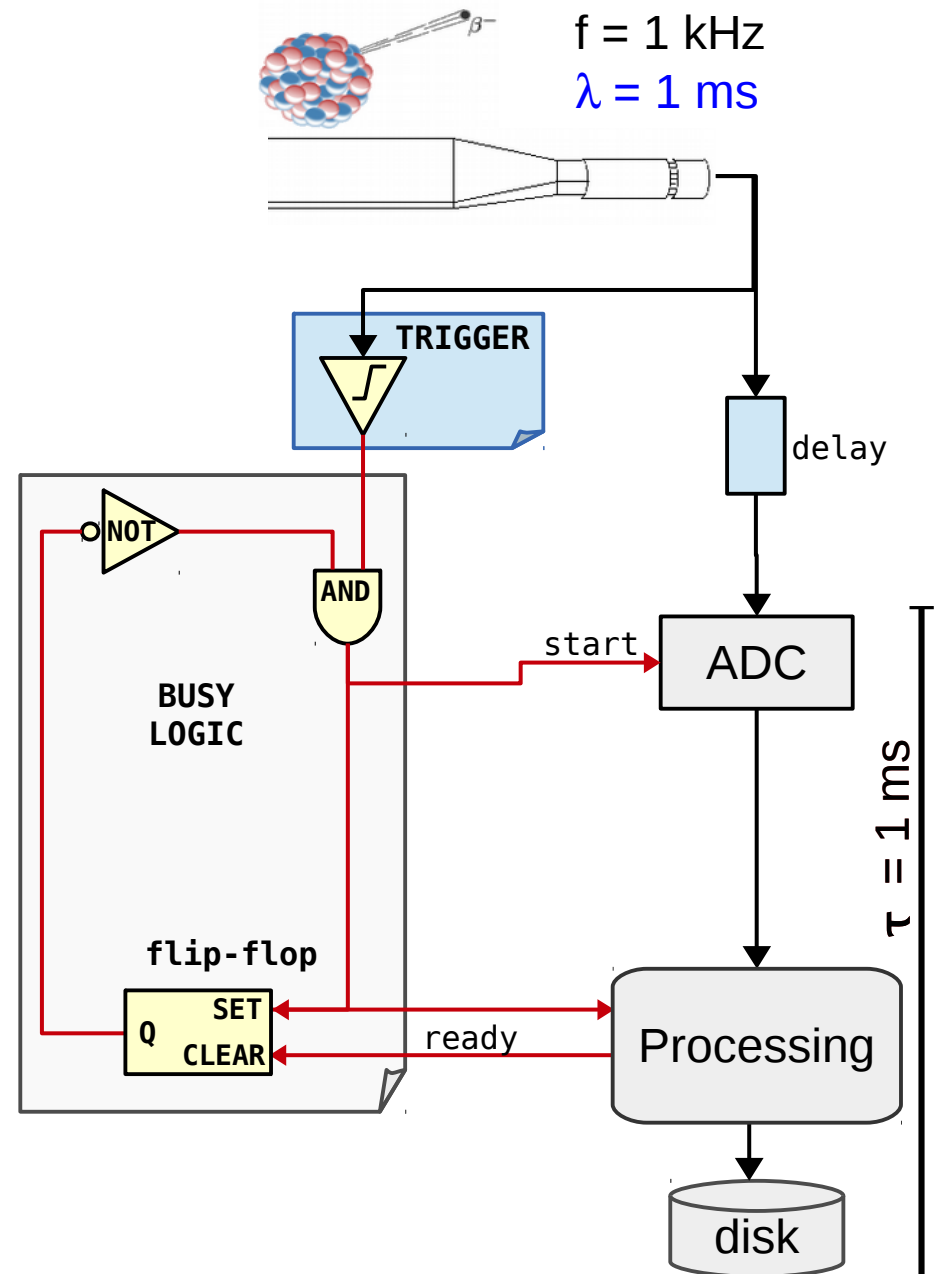 β−
f = 1 kHz
λ = 1 ms
TRIGGER
delay
NOT
AND
start
ADC
BUSY
LOGIC
τ = 1 ms
flip-flop
SET
Q
CLEAR
ready
Processing
disk